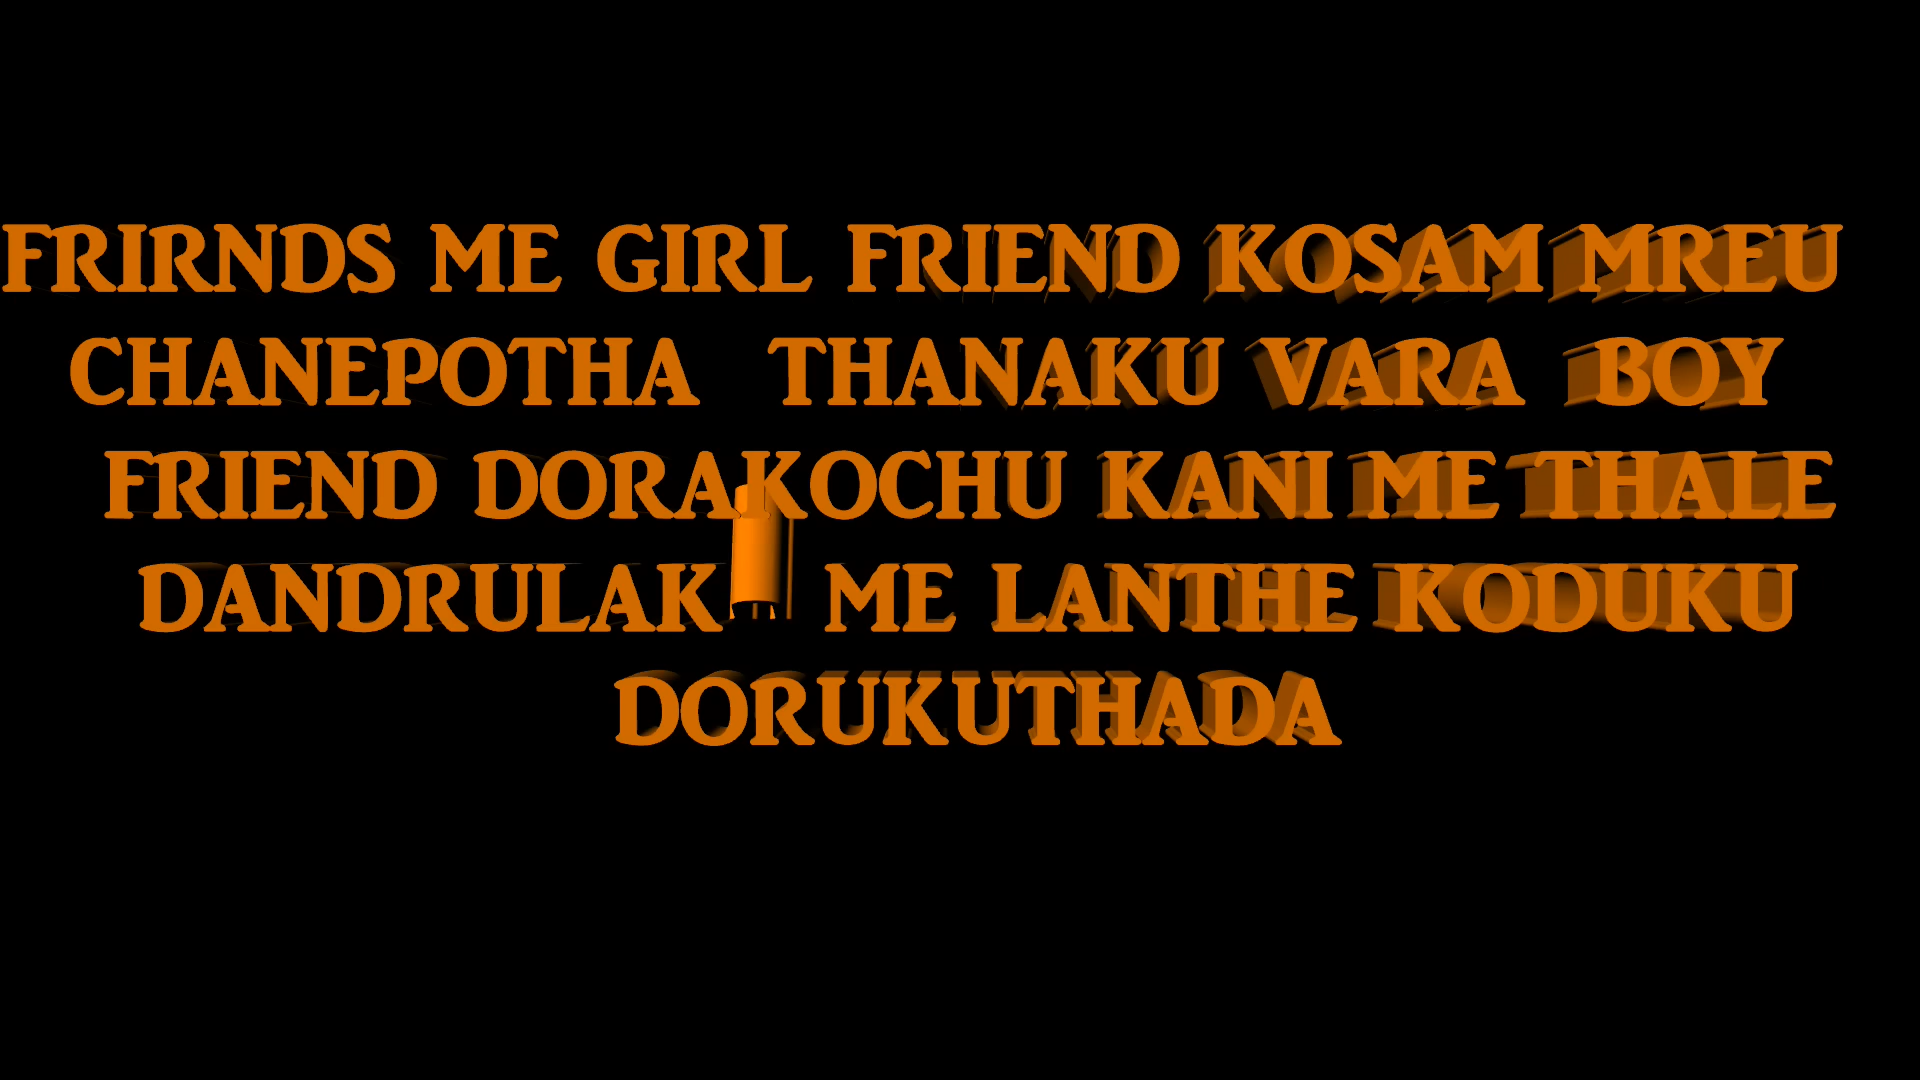 FRIRNDS ME GIRL FRIEND KOSAM MREU
CHANEPOTHA THANAKU VARA BOY
FRIEND DORAKOCHU KANI ME THALE
DANDRULAK ME LANTHE KODUKU
DORUKUTHADA